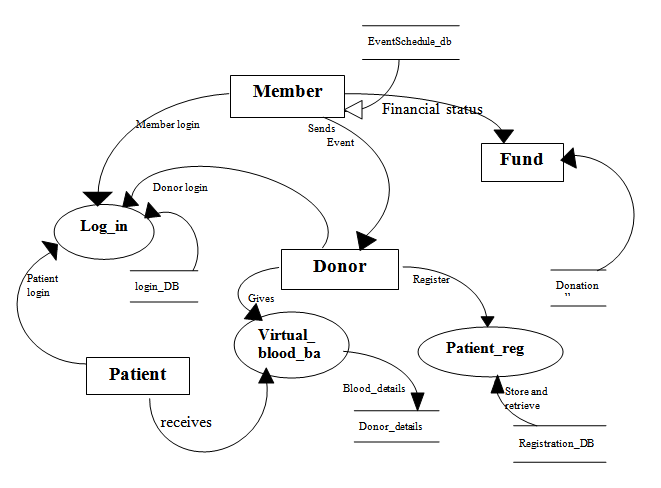 EventSchedule_db
Member
Financial status
Member login
Sends
Event
Fund
Donor login
Log_in
Donor
Patient
login
login_DB
Register
Donation
Gives
Virtual_
blood_ba
Patient_reg
Patient
Blood_details
Store and
retrieve
receives
Donor_details
Registration_DB